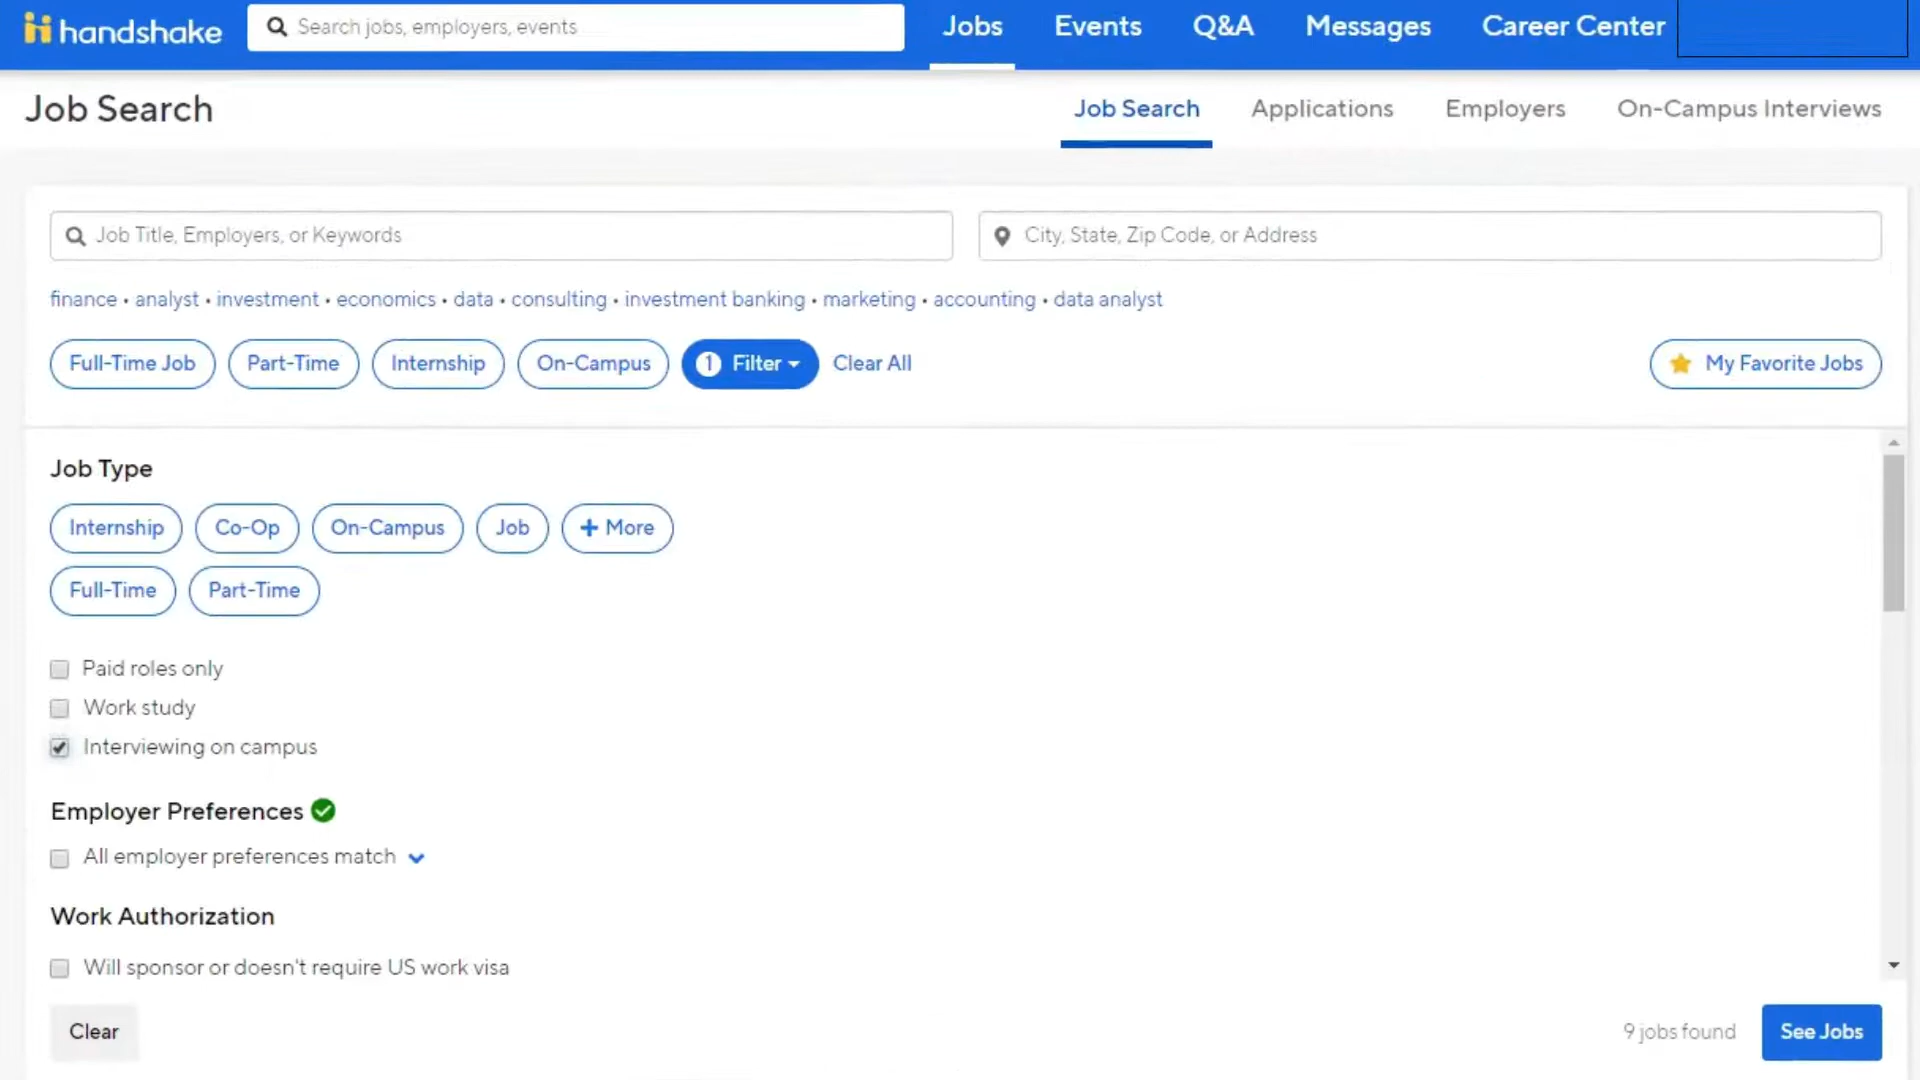 handshake
Search jobs, employers, events
Jobs Events Q&A Messages Career Center
Job Search
Job Search Applications Employers On-Campus Interviews
Job Title, Employers, or Keywords
City, State, Zip Code, or Address
finance • analyst • investment • economics • data • consulting • investment banking • marketing • accounting • data analyst
Full-Time Job Part-Time Internship On-Campus 1 Filter Clear All My Favorite Jobs
Job Type
Internship Co-Op On-Campus Job + More
Full-Time Part-Time
Paid roles only
Work study
Interviewing on campus
Employer Preferences
All employer preferences match
Work Authorization
Will sponsor or doesn't require US work visa
Clear 9 jobs found See Jobs